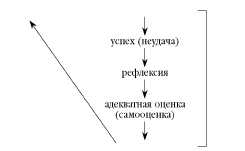 успех (неудача)
рефлексия
адекватная оценка
(самооценка)